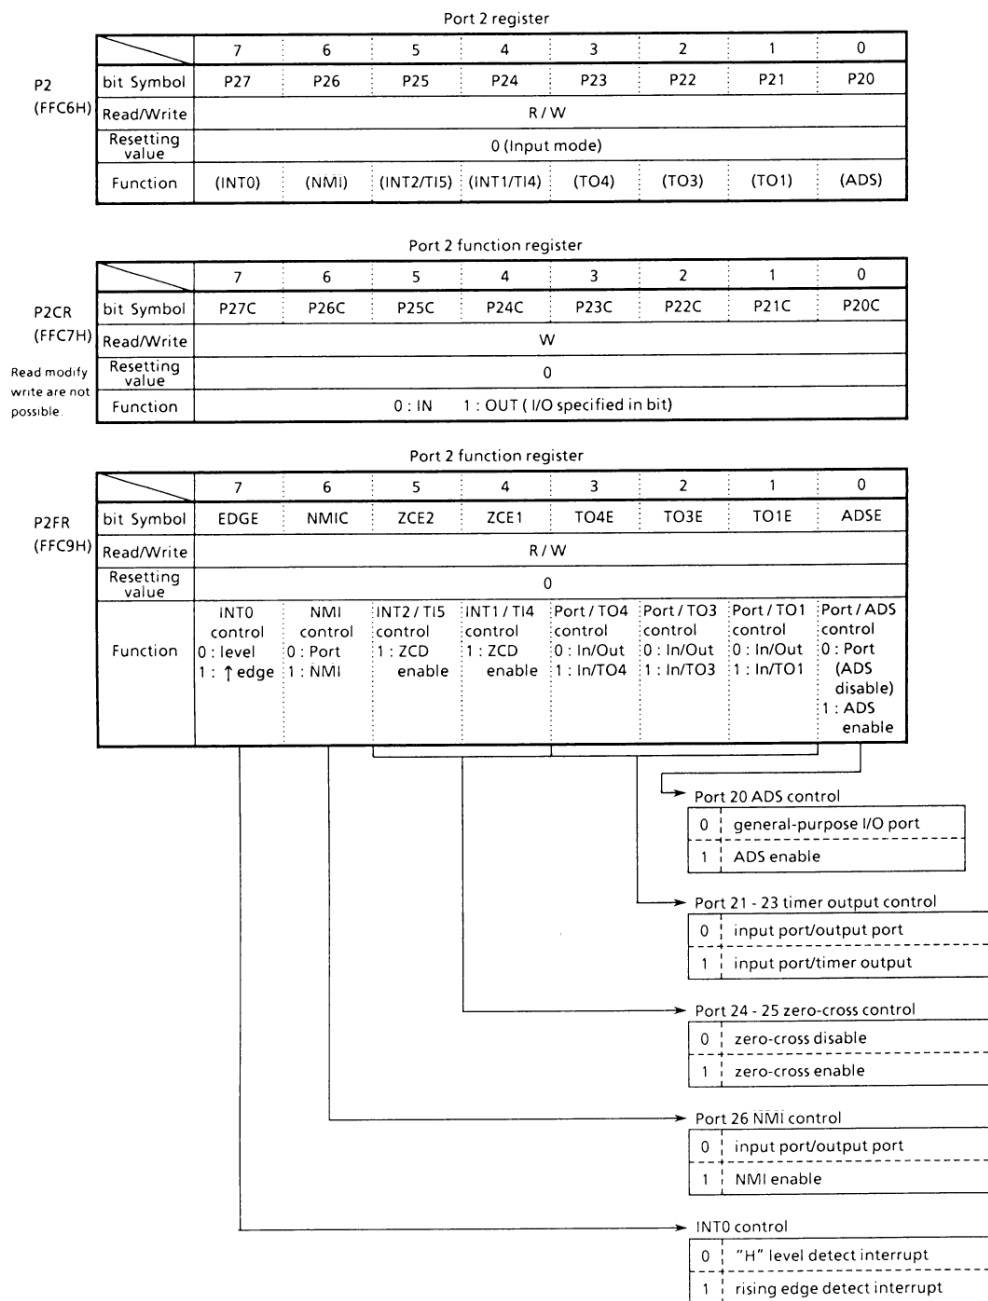 Port 2 register
7 6 5 4 3 2 1 0
P2
(FFC6H)
bit Symbol P27 P26 P25 P24 P23 P22 P21 P20
Read/Write R / W
Resetting value 0 (Input mode)
Function (INT0) (NMI) (INT2/TI5) (INT1/TI4) (TO4) (TO3) (TO1) (ADS)
Port 2 function register
7 6 5 4 3 2 1 0
P2CR
(FFC7H)
Read modify
write are not
possible.
bit Symbol P27C P26C P25C P24C P23C P22C P21C P20C
Read/Write W
Resetting value 0
Function 0 : IN 1 : OUT ( I/O specified in bit)
Port 2 function register
7 6 5 4 3 2 1 0
P2FR
(FFC9H)
bit Symbol EDGE NMIC ZCE2 ZCE1 TO4E TO3E TO1E ADSE
Read/Write R / W
Resetting value 0
Function
INT0
control
0 : level
1 : ↑ edge
NMI
control
0 : Port
1 : NMI
INT2 / TI5
control
1 : ZCD
enable
INT1 / TI4
control
1 : ZCD
enable
Port / TO4
control
0 : In/Out
1 : In/TO4
Port / TO3
control
0 : In/Out
1 : In/TO3
Port / TO1
control
0 : In/Out
1 : In/TO1
Port / ADS
control
0 : Port
(ADS
disable)
1 : ADS
enable
Port 20 ADS control
0 general-purpose I/O port
1 ADS enable
Port 21 - 23 timer output control
0 input port/output port
1 input port/timer output
Port 24 - 25 zero-cross control
0 zero-cross disable
1 zero-cross enable
Port 26 N̅M̅I̅ control
0 input port/output port
1 NMI enable
INT0 control
0 "H" level detect interrupt
1 rising edge detect interrupt